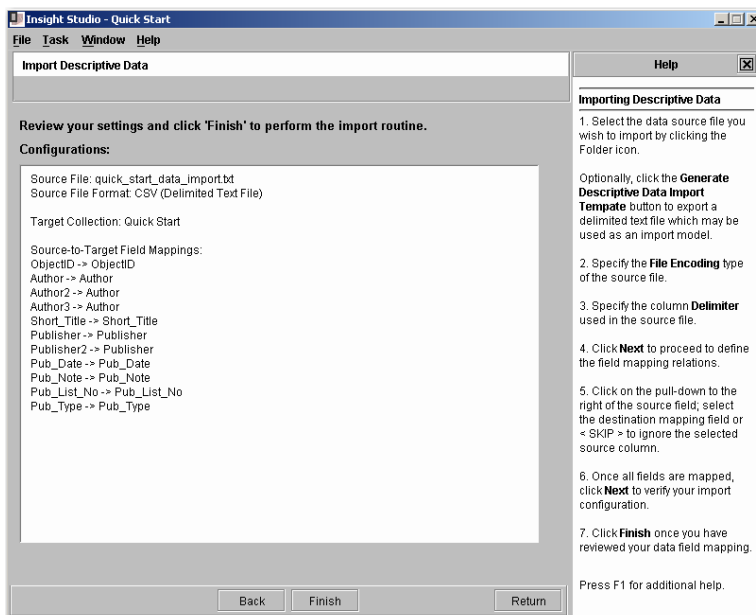 Insight Studio - Quick Start
File Task Window Help
Import Descriptive Data
Review your settings and click 'Finish' to perform the import routine.
Configurations:
Source File: quick_start_data_import.txt
Source File Format: CSV (Delimited Text File)
Target Collection: Quick Start
Source-to-Target Field Mappings:
ObjectID -> ObjectID
Author -> Author
Author2 -> Author
Author3 -> Author
Short_Title -> Short_Title
Publisher -> Publisher
Publisher2 -> Publisher
Pub_Date -> Pub_Date
Pub_Note -> Pub_Note
Pub_List_No -> Pub_List_No
Pub_Type -> Pub_Type
Back Finish Return
Help
Importing Descriptive Data
1. Select the data source file you
wish to import by clicking the
Folder icon.
Optionally, click the Generate
Descriptive Data Import
Tempate button to export a
delimited text file which may be
used as an import model.
2. Specify the File Encoding type
of the source file.
3. Specify the column Delimiter
used in the source file.
4. Click Next to proceed to define
the field mapping relations.
5. Click on the pull-down to the
right of the source field; select
the destination mapping field or
< SKIP > to ignore the selected
source column.
6. Once all fields are mapped,
click Next to verify your import
configuration.
7. Click Finish once you have
reviewed your data field mapping.
Press F1 for additional help.